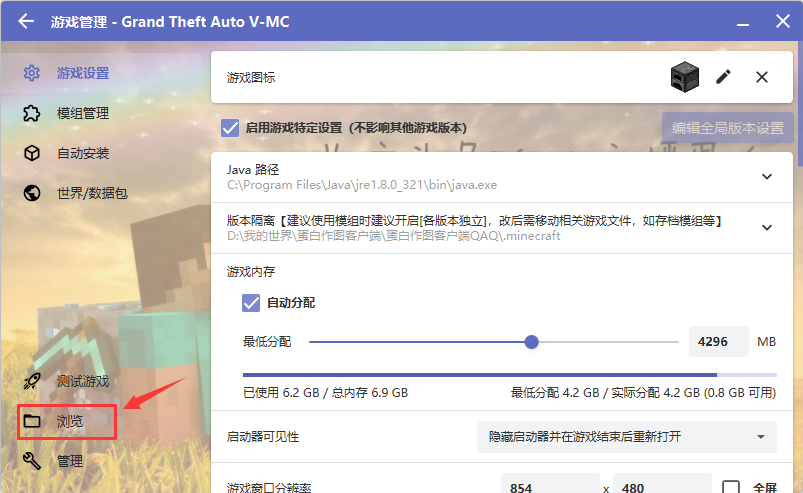 游戏管理 - Grand Theft Auto V-MC
游戏设置
模组管理
自动安装
世界/数据包
测试游戏
浏览
管理
游戏图标
启用游戏特定设置（不影响其他游戏版本）
编辑全局版本设置
Java 路径
C:\Program Files\Java\jre1.8.0_321\bin\java.exe
版本隔离【建议使用模组时建议开启[各版本独立]，改后需移动相关游戏文件，如存档模组等】
D:\我的世界\蛋白作图客户端\蛋白作图客户端QAQ\.minecraft
游戏内存
自动分配
最低分配 4296 MB
已使用 6.2 GB / 总内存 6.9 GB 最低分配 4.2 GB / 实际分配 4.2 GB (0.8 GB 可用)
启动器可见性 隐藏启动器并在游戏结束后重新打开
游戏窗口分辨率 854 x 480 全屏